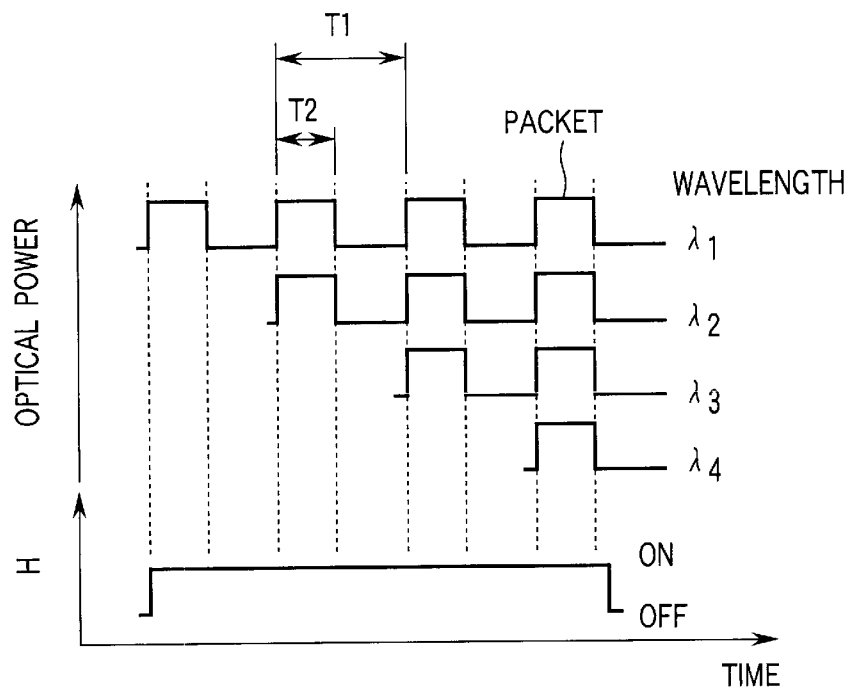 T1
T2
PACKET
WAVELENGTH
λ1
λ2
λ3
λ4
OPTICAL POWER
H
ON
OFF
TIME